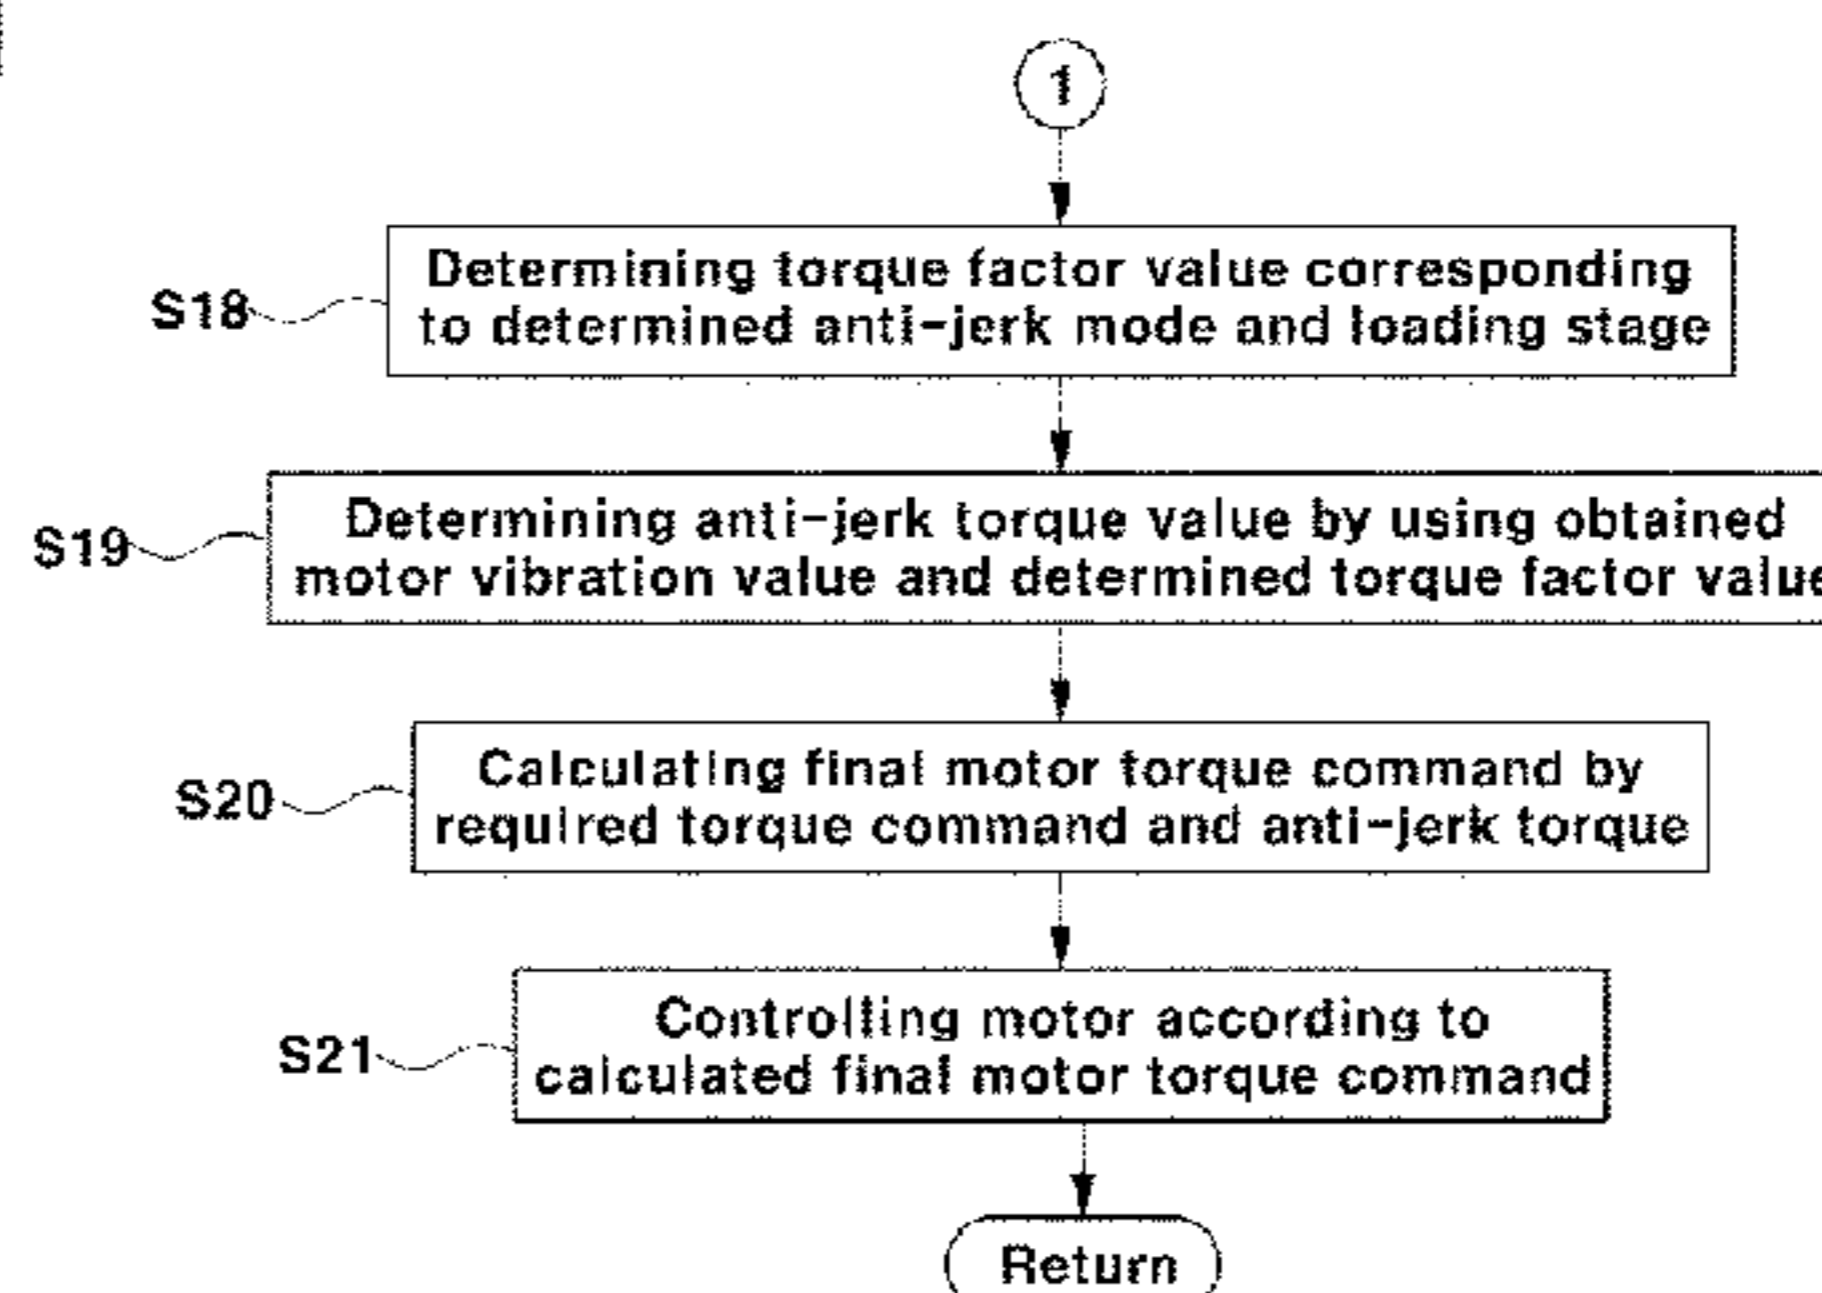 1
Determining torque factor value corresponding
to determined anti-jerk mode and loading stage
S18
Determining anti-jerk torque value by using obtained
motor vibration value and determined torque factor value
S19
Calculating final motor torque command by
required torque command and anti-jerk torque
S20
Controlling motor according to
calculated final motor torque command
S21
Return